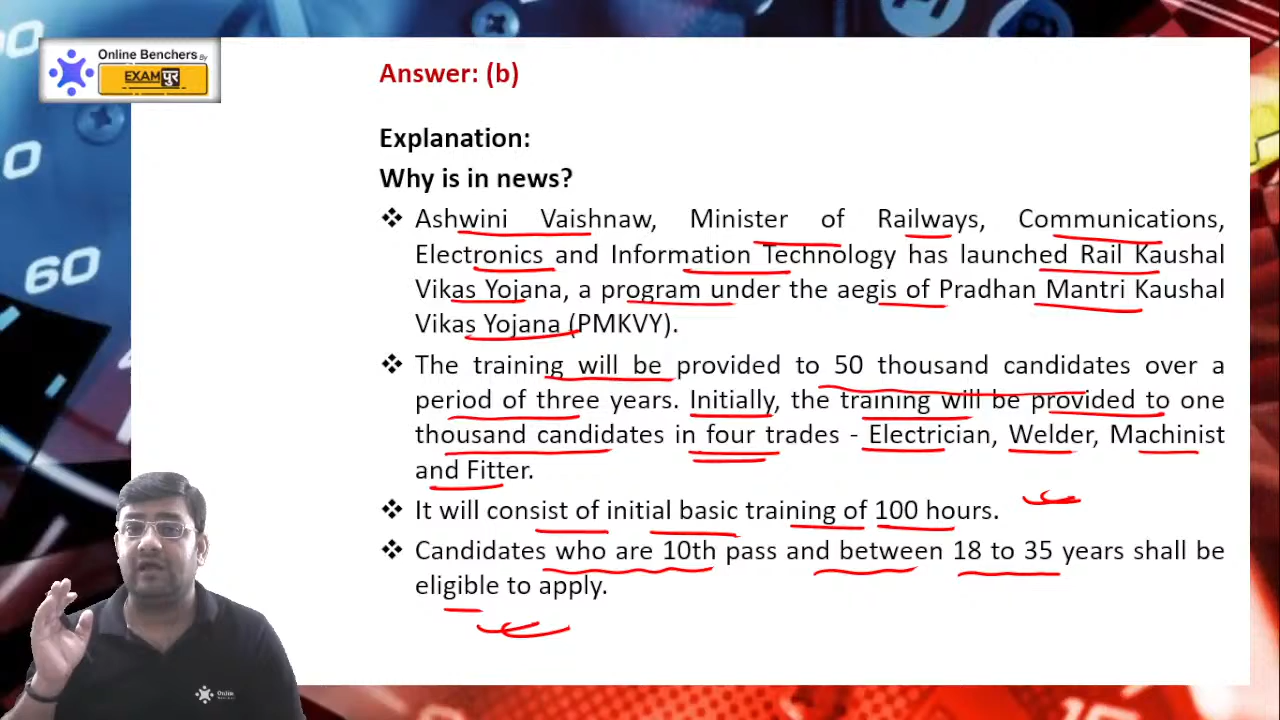 00
0
60
Online Benchers By
EXAMपुर
Answer: (b)
Explanation:
Why is in news?
❖ Ashwini Vaishnaw, Minister of Railways, Communications,
Electronics and Information Technology has launched Rail Kaushal
Vikas Yojana, a program under the aegis of Pradhan Mantri Kaushal
Vikas Yojana (PMKVY).
❖ The training will be provided to 50 thousand candidates over a
period of three years. Initially, the training will be provided to one
thousand candidates in four trades - Electrician, Welder, Machinist
and Fitter.
❖ It will consist of initial basic training of 100 hours.
❖ Candidates who are 10th pass and between 18 to 35 years shall be
eligible to apply.
Online